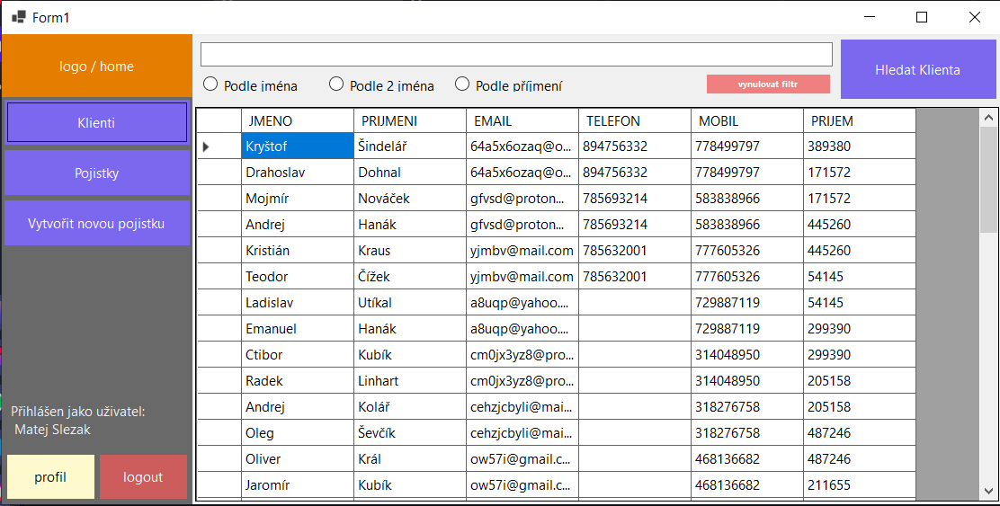 Form1
logo / home
Hledat Klienta
Podle jména Podle 2 jména Podle příjmení vynulovat filtr
Klienti
Pojistky
Vytvořit novou pojistku
JMENO PRIJMENI EMAIL TELEFON MOBIL PRIJEM
Kryštof Šindelář 64a5x6ozaq@o... 894756332 778499797 389380
Drahoslav Dohnal 64a5x6ozaq@o... 894756332 778499797 171572
Mojmír Nováček gfvsd@proton... 785693214 583838966 171572
Andrej Hanák gfvsd@proton... 785693214 583838966 445260
Kristián Kraus yjmbv@mail.com 785632001 777605326 445260
Teodor Čížek yjmbv@mail.com 785632001 777605326 54145
Ladislav Utíkal a8uqp@yahoo.... 729887119 54145
Emanuel Hanák a8uqp@yahoo.... 729887119 299390
Ctibor Kubík cm0jx3yz8@pro... 314048950 299390
Radek Linhart cm0jx3yz8@pro... 314048950 205158
Andrej Kolář cehzjcbyli@mai... 318276758 205158
Oleg Ševčík cehzjcbyli@mai... 318276758 487246
Oliver Král ow57i@gmail.c... 468136682 487246
Jaromír Kubík ow57i@gmail.c... 468136682 211655
Přihlášen jako uživatel:
Matej Slezak
profil logout